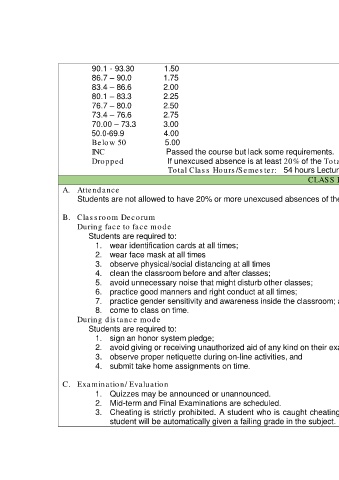 90.1 - 93.30 1.50
86.7 – 90.0 1.75
83.4 – 86.6 2.00
80.1 – 83.3 2.25
76.7 - 80.0 2.50
73.4 – 76.6 2.75
70.00 – 73.3 3.00
50.0-69.9 4.00
Below 50 5.00
INC Passed the course but lack some requirements.
Dropped If unexcused absence is at least 20% of the
Total Class Hours/Semester: 54 hours
CLASS
A. Attendance
Students are not allowed to have 20% or more unexcused absences of the
B. Classroom Decorum
During face to face mode
Students are required to:
1. wear identification cards at all times;
2. wear face mask at all times
3. observe physical/social distancing at all times
4. clean the classroom before and after classes;
5. avoid unnecessary noise that might disturb other classes;
6. practice good manners and right conduct at all times;
7. practice gender sensitivity and awareness inside the classroom;
8. come to class on time.
During distance mode
Students are required to:
1. sign an honor system pledge;
2. avoid giving or receiving unauthorized aid of any kind on their
3. observe proper netiquette during on-line activities, and
4. submit take home assignments on time.
C. Examination/ Evaluation
1. Quizzes may be announced or unannounced.
2. Mid-term and Final Examinations are scheduled.
3. Cheating is strictly prohibited. A student who is caught cheating
student will be automatically given a failing grade in the subject.